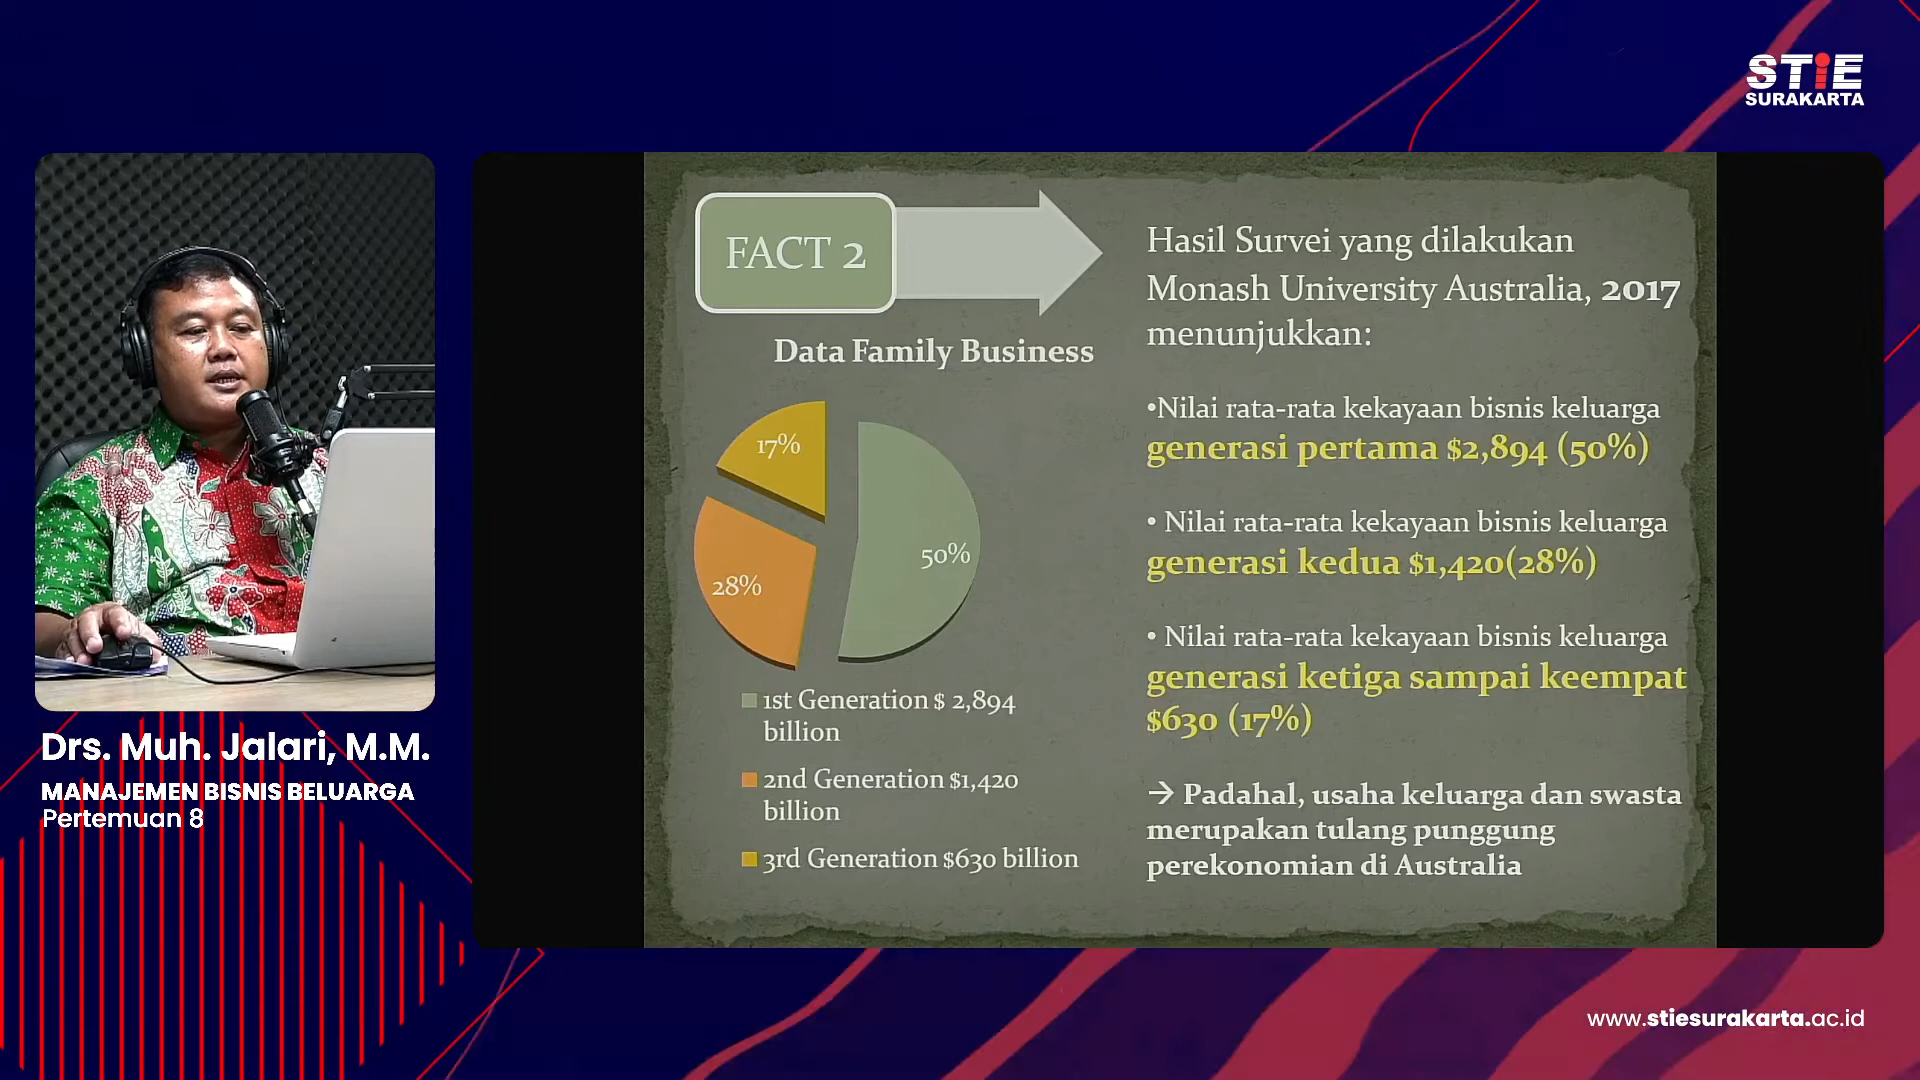 STiE
SURAKARTA
FACT 2
Data Family Business
17%
50%
28%
1st Generation $ 2,894
billion
2nd Generation $1,420
billion
3rd Generation $630 billion
Hasil Survei yang dilakukan
Monash University Australia, 2017
menunjukkan:
•Nilai rata-rata kekayaan bisnis keluarga
generasi pertama $2,894 (50%)
• Nilai rata-rata kekayaan bisnis keluarga
generasi kedua $1,420(28%)
• Nilai rata-rata kekayaan bisnis keluarga
generasi ketiga sampai keempat
$630 (17%)
→ Padahal, usaha keluarga dan swasta
merupakan tulang punggung
perekonomian di Australia
Drs. Muh. Jalari, M.M.
MANAJEMEN BISNIS BELUARGA
Pertemuan 8
www.stiesurakarta.ac.id